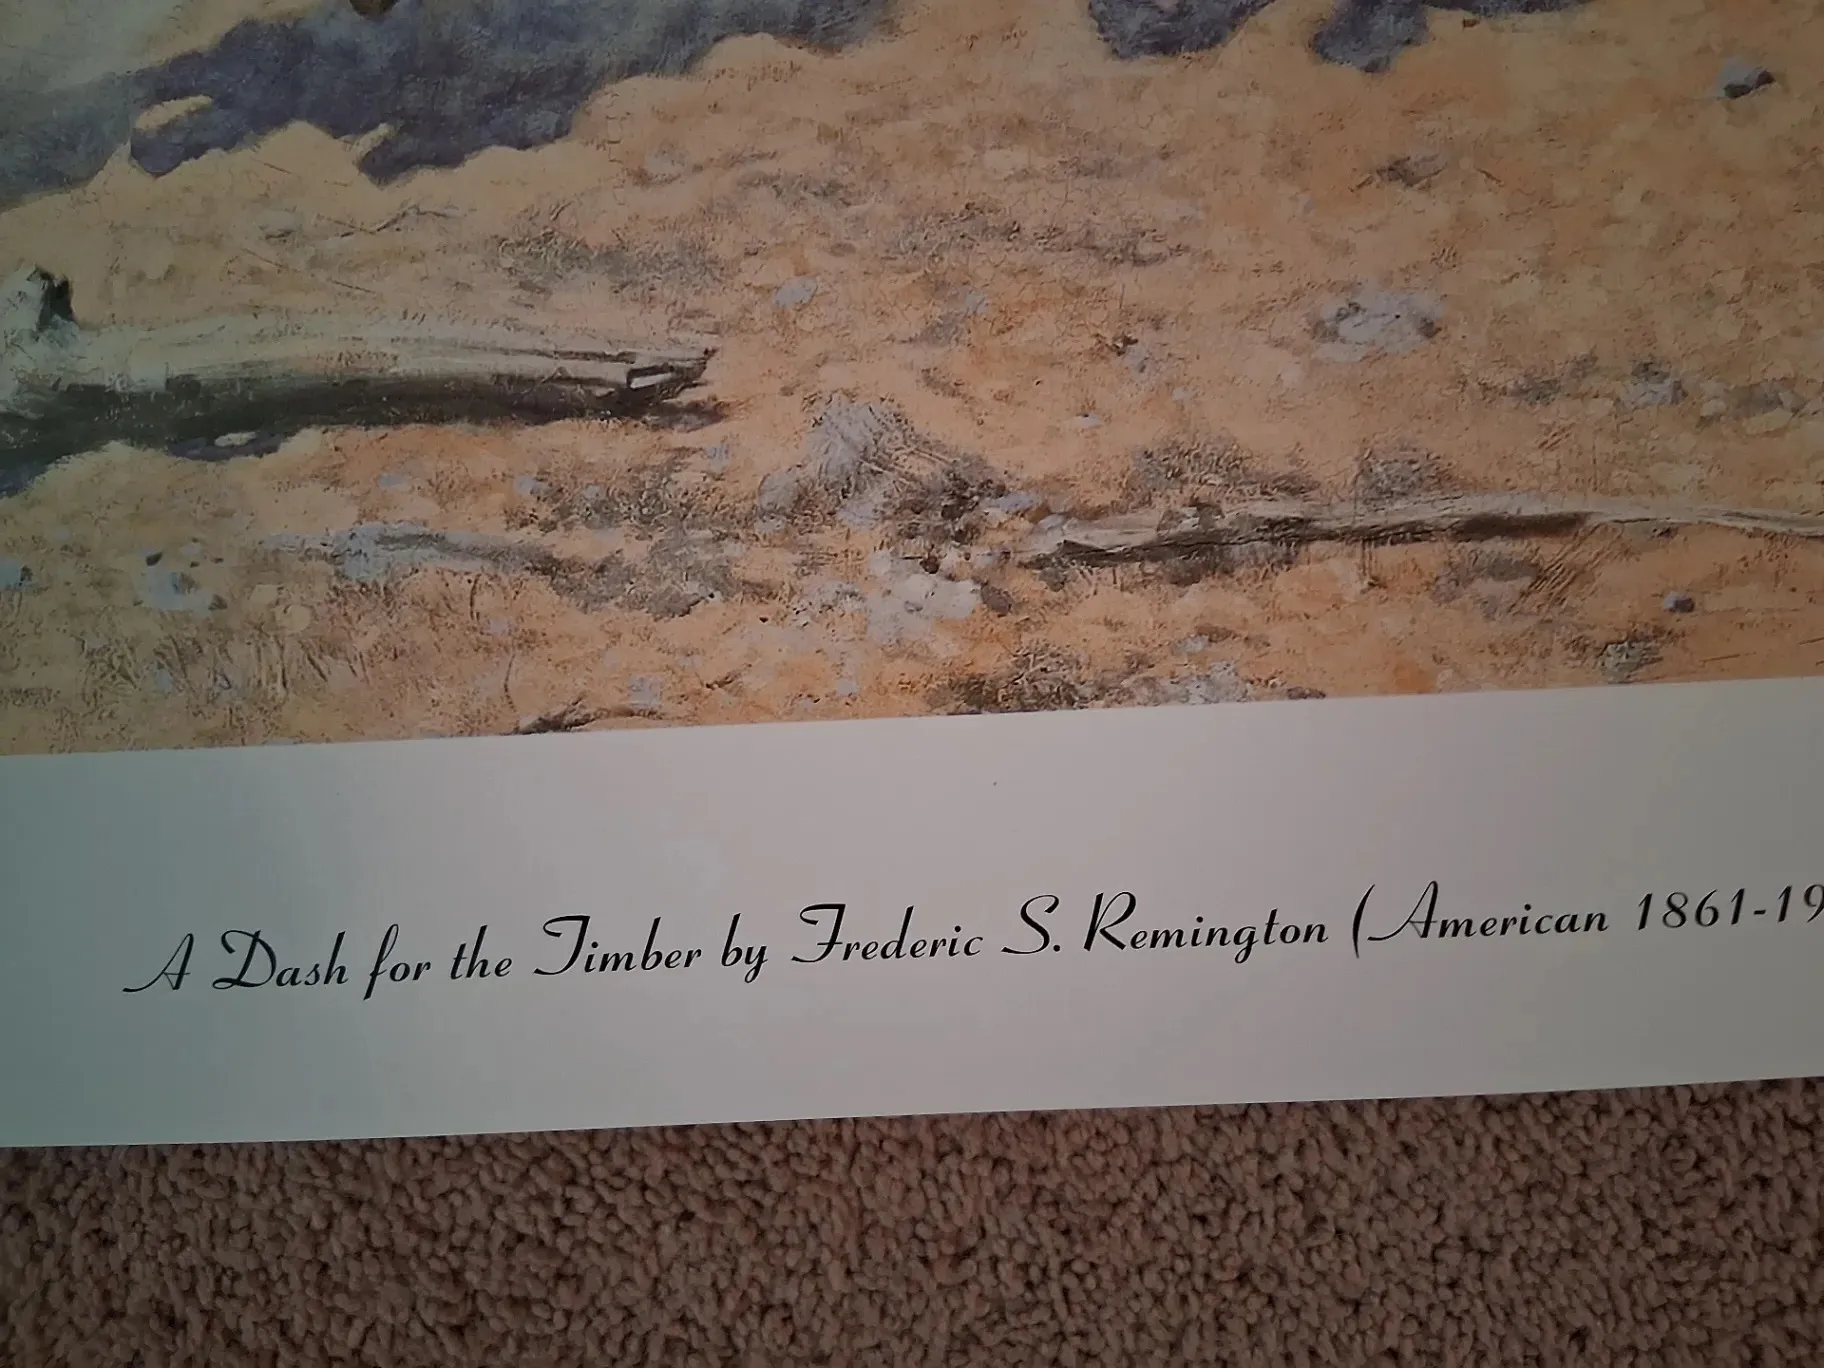 A Dash for the Timber by Frederic S. Remington (American 1861-19